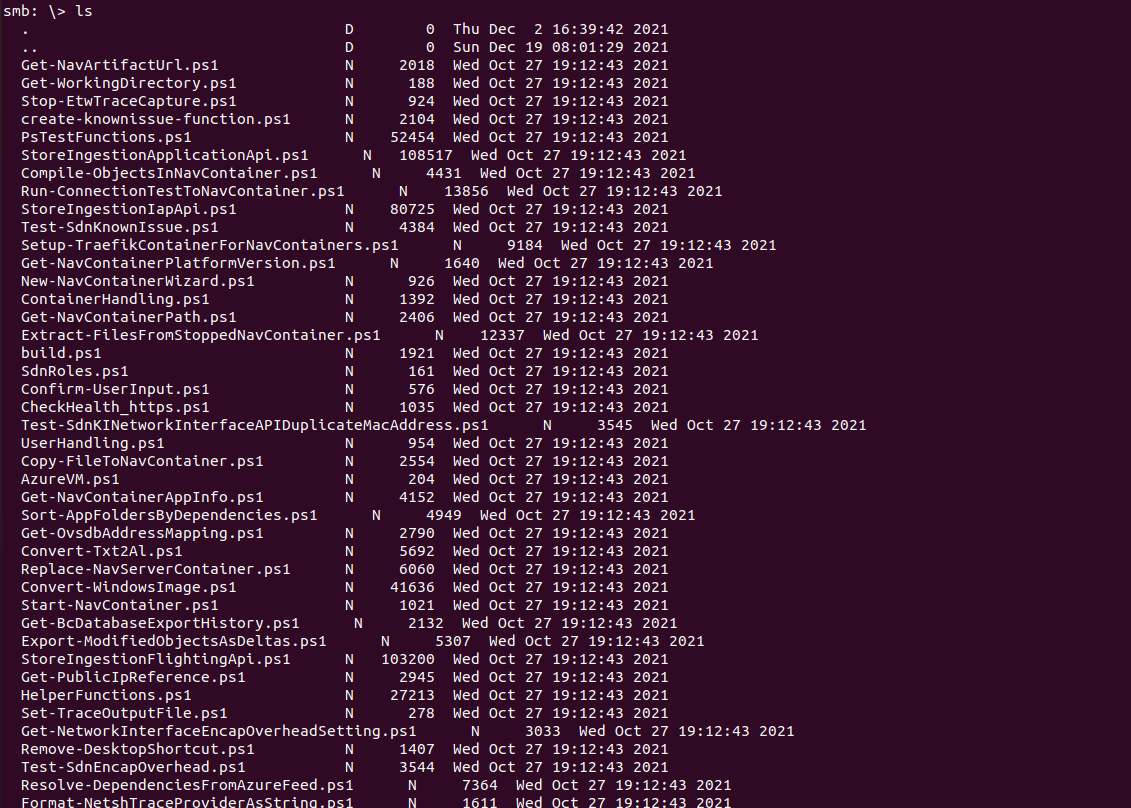 smb: \> ls
  .                                   D        0  Thu Dec  2 16:39:42 2021
  ..                                  D        0  Sun Dec 19 08:01:29 2021
  Get-NavArtifactUrl.ps1              N     2018  Wed Oct 27 19:12:43 2021
  Get-WorkingDirectory.ps1            N      188  Wed Oct 27 19:12:43 2021
  Stop-EtwTraceCapture.ps1            N      924  Wed Oct 27 19:12:43 2021
  create-knownissue-function.ps1      N     2104  Wed Oct 27 19:12:43 2021
  PsTestFunctions.ps1                 N    52454  Wed Oct 27 19:12:43 2021
  StoreIngestionApplicationApi.ps1      N   108517  Wed Oct 27 19:12:43 2021
  Compile-ObjectsInNavContainer.ps1      N     4431  Wed Oct 27 19:12:43 2021
  Run-ConnectionTestToNavContainer.ps1      N    13856  Wed Oct 27 19:12:43 2021
  StoreIngestionIapApi.ps1            N    80725  Wed Oct 27 19:12:43 2021
  Test-SdnKnownIssue.ps1              N     4384  Wed Oct 27 19:12:43 2021
  Setup-TraefikContainerForNavContainers.ps1      N     9184  Wed Oct 27 19:12:43 2021
  Get-NavContainerPlatformVersion.ps1      N     1640  Wed Oct 27 19:12:43 2021
  New-NavContainerWizard.ps1          N      926  Wed Oct 27 19:12:43 2021
  ContainerHandling.ps1               N     1392  Wed Oct 27 19:12:43 2021
  Get-NavContainerPath.ps1            N     2406  Wed Oct 27 19:12:43 2021
  Extract-FilesFromStoppedNavContainer.ps1      N    12337  Wed Oct 27 19:12:43 2021
  build.ps1                           N     1921  Wed Oct 27 19:12:43 2021
  SdnRoles.ps1                        N      161  Wed Oct 27 19:12:43 2021
  Confirm-UserInput.ps1               N      576  Wed Oct 27 19:12:43 2021
  CheckHealth_https.ps1               N     1035  Wed Oct 27 19:12:43 2021
  Test-SdnKINetworkInterfaceAPIDuplicateMacAddress.ps1      N     3545  Wed Oct 27 19:12:43 2021
  UserHandling.ps1                    N      954  Wed Oct 27 19:12:43 2021
  Copy-FileToNavContainer.ps1         N     2554  Wed Oct 27 19:12:43 2021
  AzureVM.ps1                         N      204  Wed Oct 27 19:12:43 2021
  Get-NavContainerAppInfo.ps1         N     4152  Wed Oct 27 19:12:43 2021
  Sort-AppFoldersByDependencies.ps1      N     4949  Wed Oct 27 19:12:43 2021
  Get-OvsdbAddressMapping.ps1         N     2790  Wed Oct 27 19:12:43 2021
  Convert-Txt2Al.ps1                  N     5692  Wed Oct 27 19:12:43 2021
  Replace-NavServerContainer.ps1      N     6060  Wed Oct 27 19:12:43 2021
  Convert-WindowsImage.ps1            N    41636  Wed Oct 27 19:12:43 2021
  Start-NavContainer.ps1              N     1021  Wed Oct 27 19:12:43 2021
  Get-BcDatabaseExportHistory.ps1      N     2132  Wed Oct 27 19:12:43 2021
  Export-ModifiedObjectsAsDeltas.ps1      N     5307  Wed Oct 27 19:12:43 2021
  StoreIngestionFlightingApi.ps1      N   103200  Wed Oct 27 19:12:43 2021
  Get-PublicIpReference.ps1           N     2945  Wed Oct 27 19:12:43 2021
  HelperFunctions.ps1                 N    27213  Wed Oct 27 19:12:43 2021
  Set-TraceOutputFile.ps1             N      278  Wed Oct 27 19:12:43 2021
  Get-NetworkInterfaceEncapOverheadSetting.ps1      N     3033  Wed Oct 27 19:12:43 2021
  Remove-DesktopShortcut.ps1          N     1407  Wed Oct 27 19:12:43 2021
  Test-SdnEncapOverhead.ps1           N     3544  Wed Oct 27 19:12:43 2021
  Resolve-DependenciesFromAzureFeed.ps1      N     7364  Wed Oct 27 19:12:43 2021
  Format-NetshTraceProviderAsString.ps1      N     1611  Wed Oct 27 19:12:43 2021